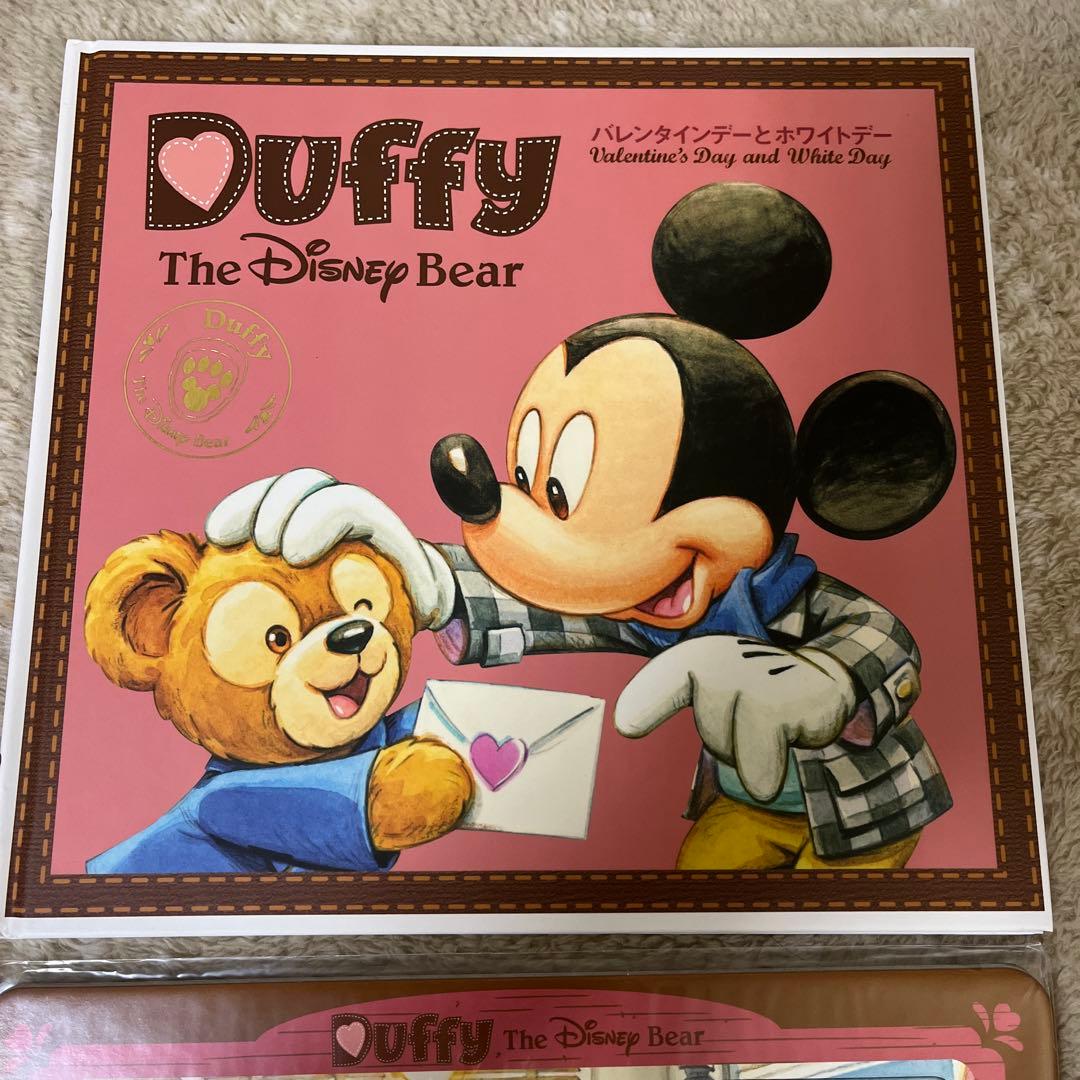 Duffy
The Disney Bear
バレンタインデーとホワイトデー
Valentine's Day and White Day
Duffy
The Disney Bear
Duffy The Disney Bear